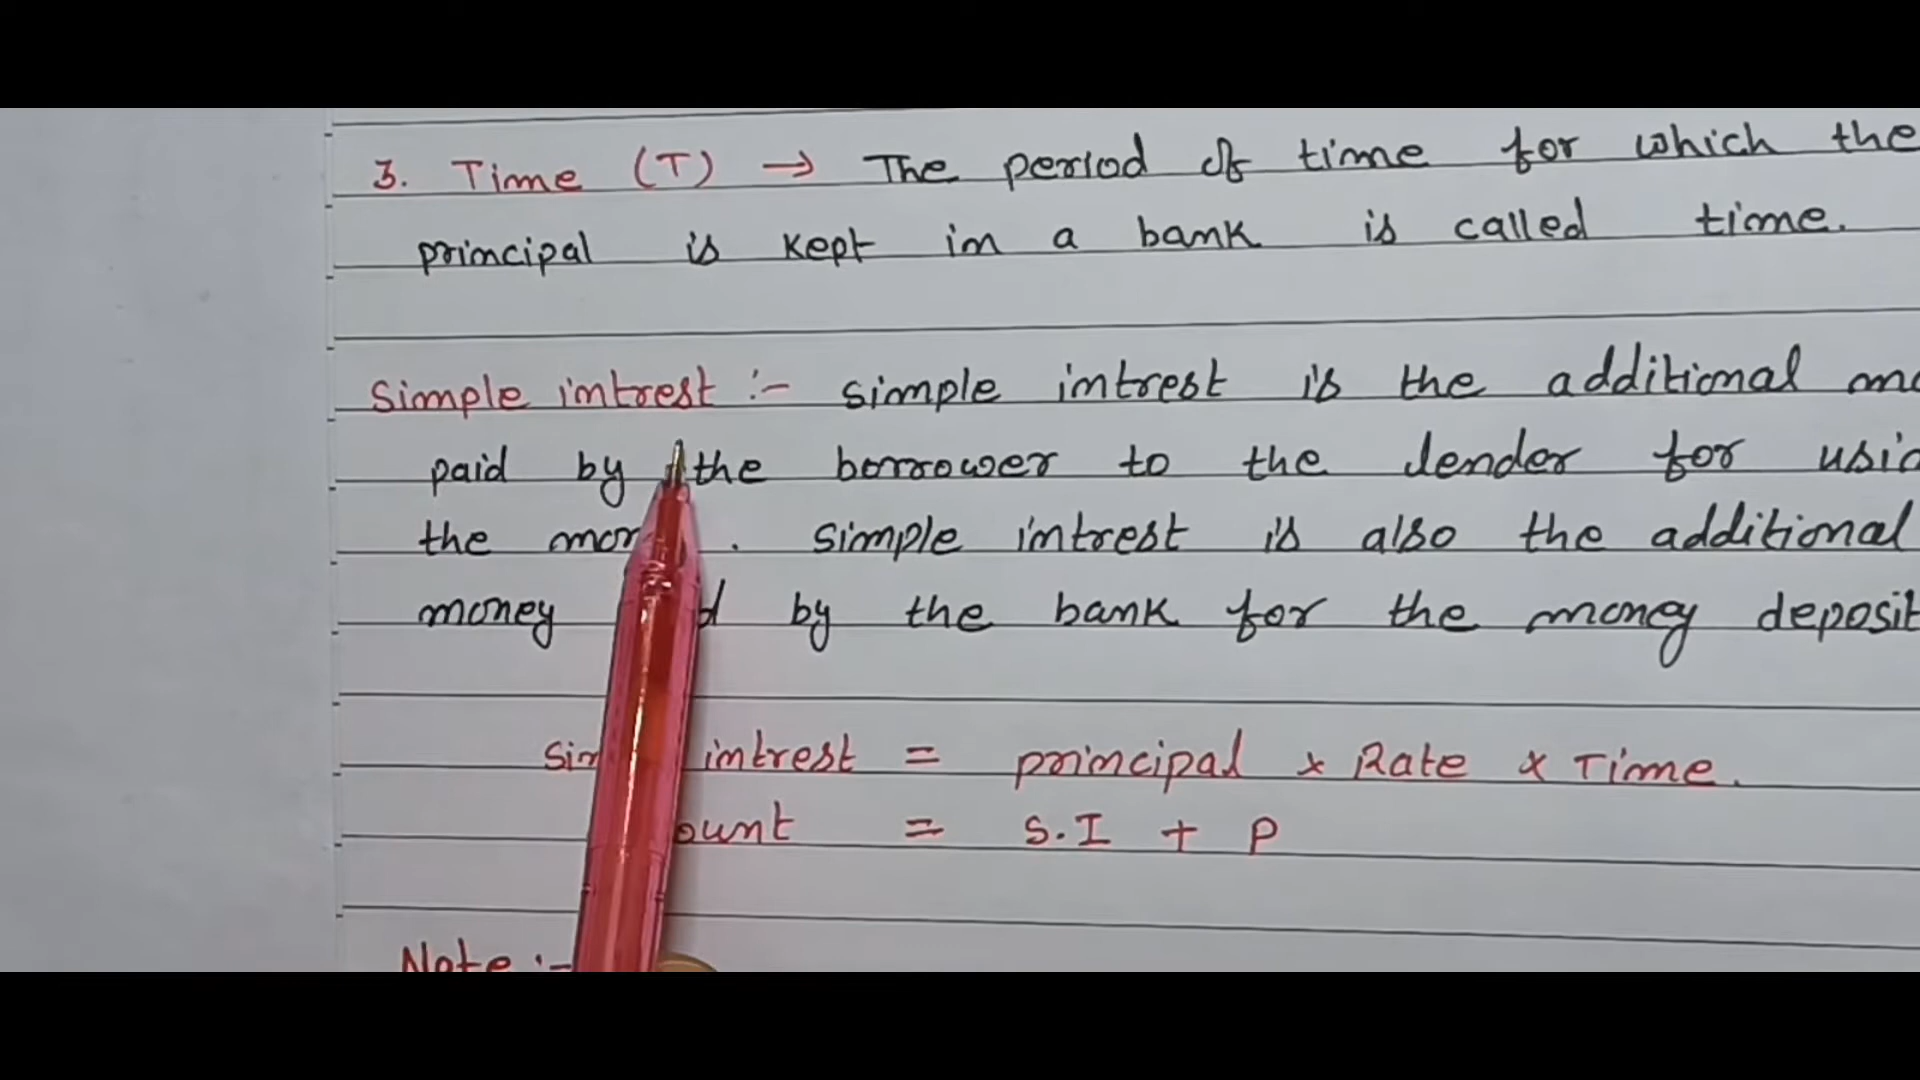 3. Time (T) → The period of time for which the
principal is kept in a bank is called time.
Simple intrest :- simple intrest is the additional
paid by the borrower to the lender for
the . Simple intrest is also the additional
money by the bank for the money deposit
intrest = principal × Rate × Time.
= S.I + P
Note :-